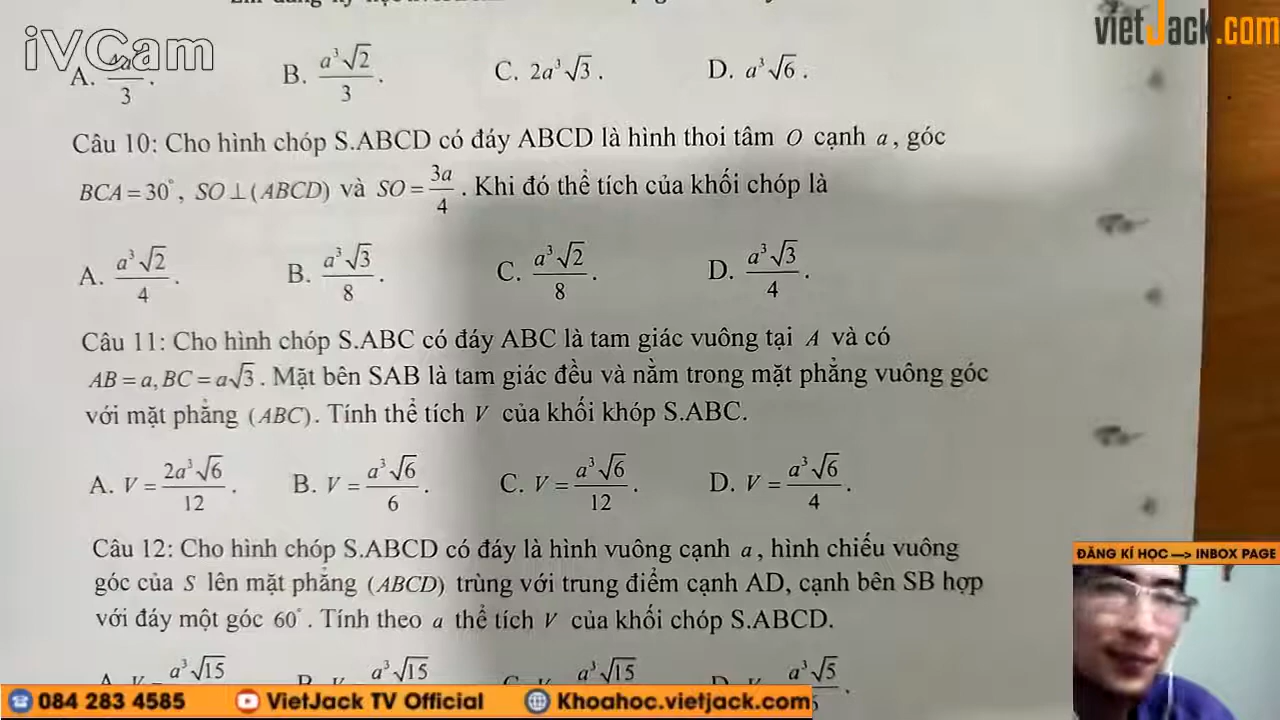 iVCam
vietJack.com
A. 3 .
B. a³√2/3 .
C. 2a³√3 .
D. a³√6 .
Câu 10: Cho hình chóp S.ABCD có đáy ABCD là hình thoi tâm O cạnh a, góc
BCA = 30°, SO ⊥ (ABCD) và SO = 3a/4 . Khi đó thể tích của khối chóp là
A. a³√2/4 .
B. a³√3/8 .
C. a³√2/8 .
D. a³√3/4 .
Câu 11: Cho hình chóp S.ABC có đáy ABC là tam giác vuông tại A và có
AB = a, BC = a√3 . Mặt bên SAB là tam giác đều và nằm trong mặt phẳng vuông góc
với mặt phẳng (ABC). Tính thể tích V của khối khóp S.ABC.
A. V = 2a³√6/12 .
B. V = a³√6/6 .
C. V = a³√6/12 .
D. V = a³√6/4 .
Câu 12: Cho hình chóp S.ABCD có đáy là hình vuông cạnh a, hình chiếu vuông
góc của S lên mặt phẳng (ABCD) trùng với trung điểm cạnh AD, cạnh bên SB hợp
với đáy một góc 60° . Tính theo a thể tích V của khối chóp S.ABCD.
a³√15
a³√15
a³√15
a³√5
ĐĂNG KÍ HỌC —> INBOX PAGE
084 283 4585
VietJack TV Official
Khoahoc.vietjack.com